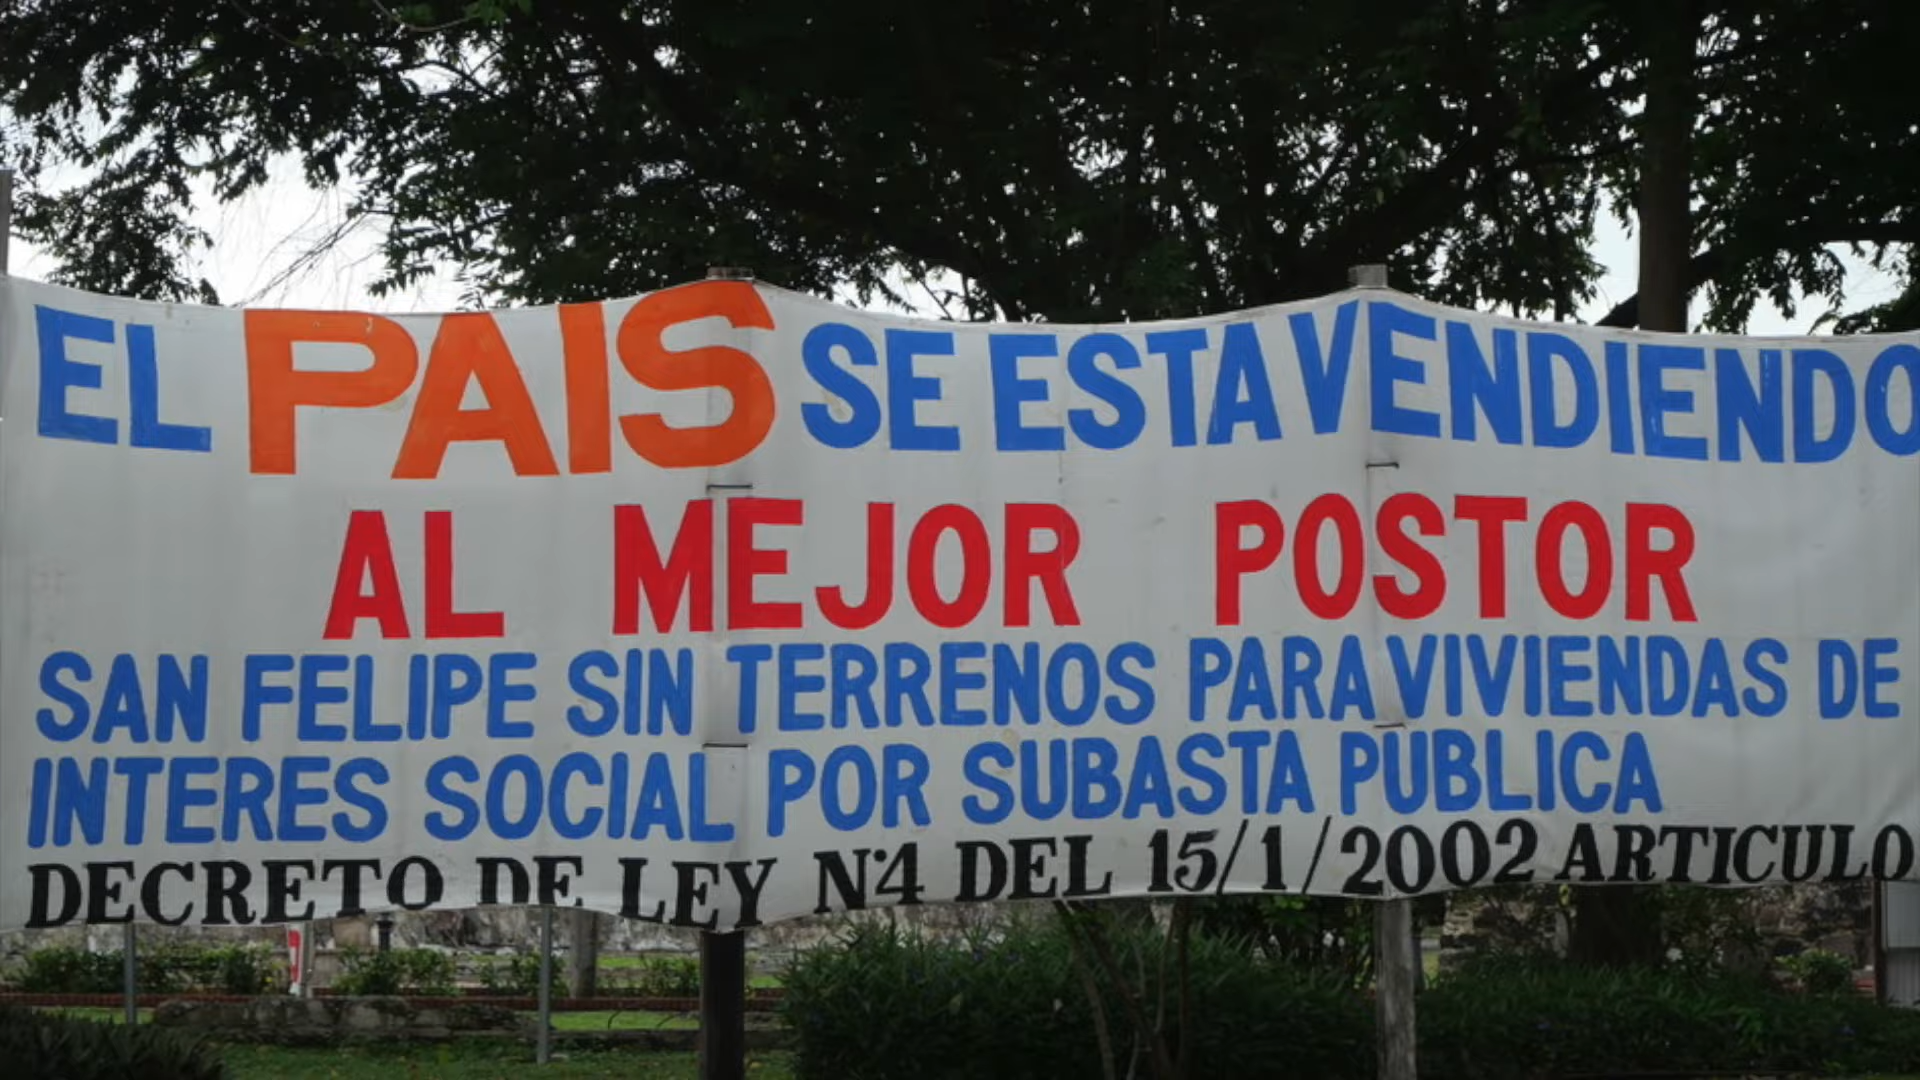 EL PAIS SE ESTA VENDIENDO
AL MEJOR POSTOR
SAN FELIPE SIN TERRENOS PARA VIVIENDAS DE
INTERES SOCIAL POR SUBASTA PUBLICA
DECRETO DE LEY Nº4 DEL 15/1/2002 ARTICULO